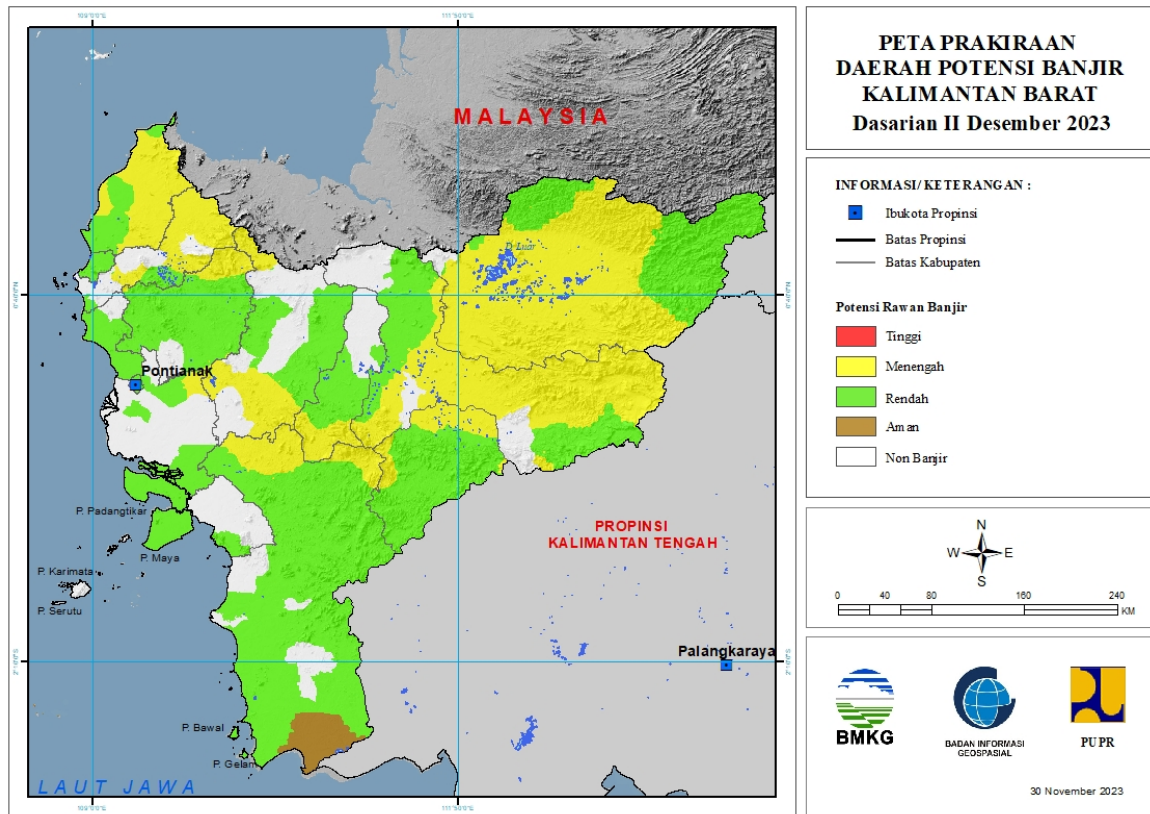 PETA PRAKIRAAN
DAERAH POTENSI BANJIR
KALIMANTAN BARAT
Dasarian II Desember 2023
INFORMASI/ KETERANGAN :
Ibukota Propinsi
Batas Propinsi
Batas Kabupaten
Potensi Rawan Banjir
Tinggi
Menengah
Rendah
Aman
Non Banjir
N
W E
S
0 40 80 160 240
KM
BMKG
BADAN INFORMASI
GEOSPASIAL
PUPR
30 November 2023
MALAYSIA
D. Luar
Pontianak
P. Padangtikar
P. Maya
P. Karimata
P. Serutu
PROPINSI
KALIMANTAN TENGAH
Palangkaraya
P. Bawal
P. Gelam
LAUT JAWA